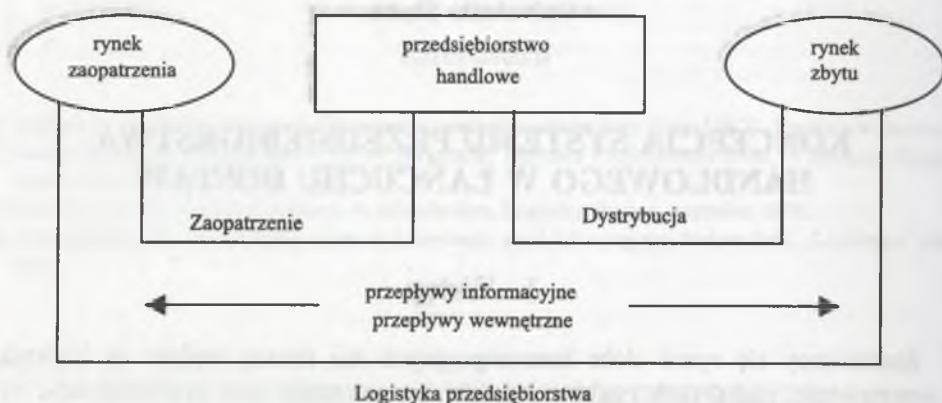 rynek
zaopatrzenia
przedsiębiorstwo
handlowe
rynek
zbytu
Zaopatrzenie
Dystrybucja
przepływy informacyjne
przepływy wewnętrzne
Logistyka przedsiębiorstwa